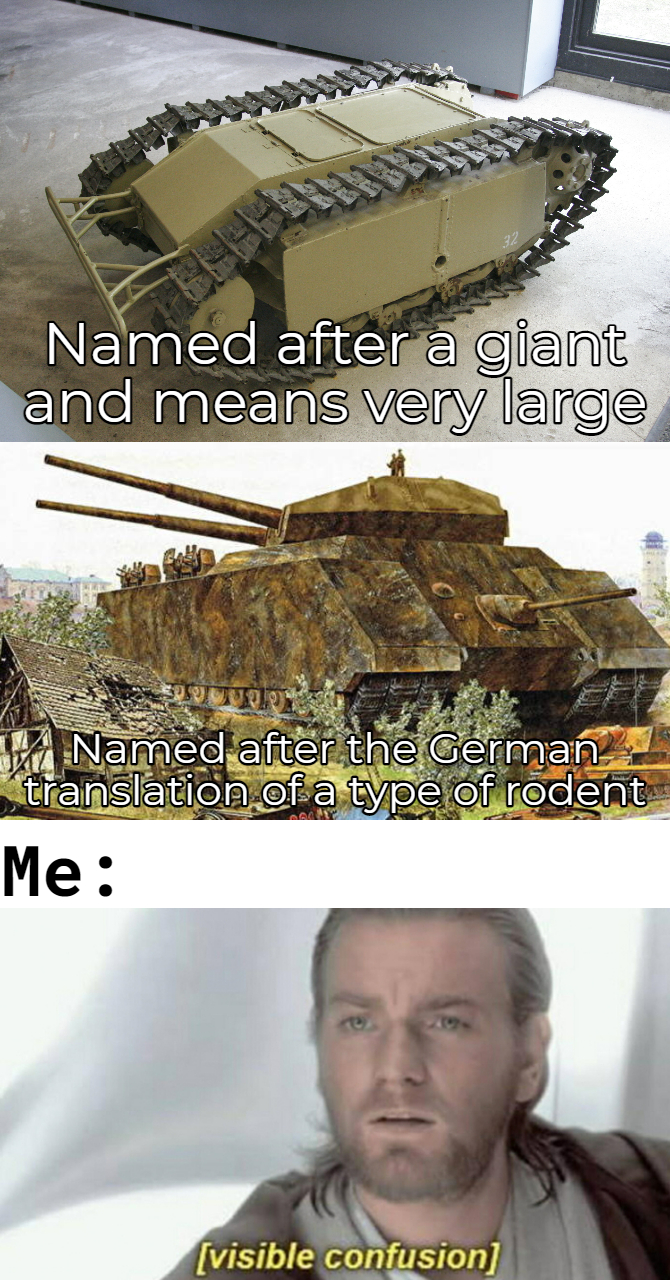 32
Named after a giant
and means very large
Named after the German
translation of a type of rodent
Me:
[visible confusion]